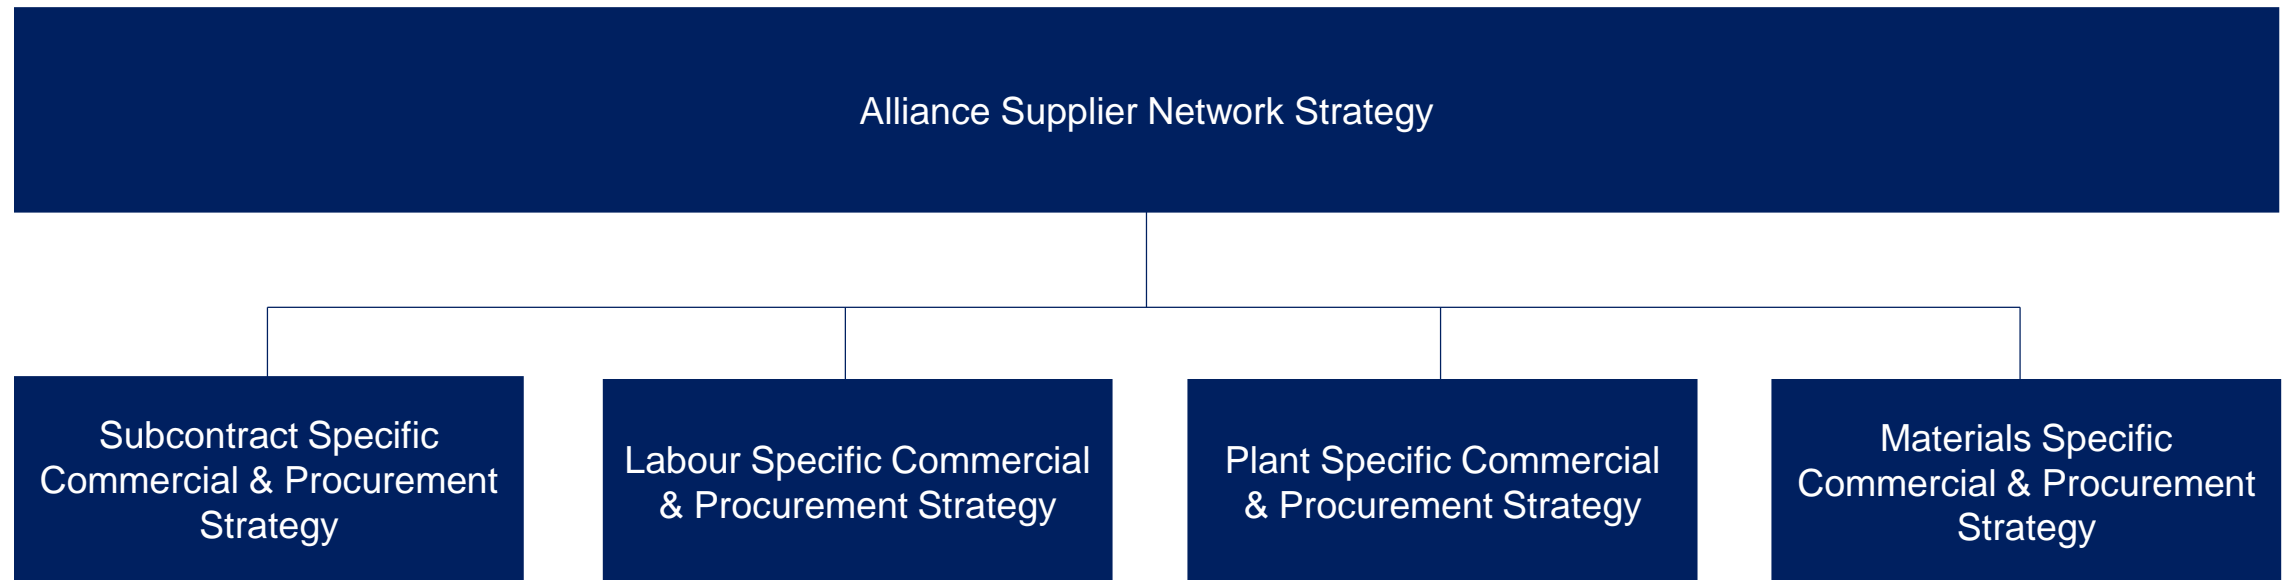 Alliance Supplier Network Strategy
Subcontract Specific
Commercial & Procurement
Strategy
Labour Specific Commercial
& Procurement Strategy
Plant Specific Commercial
& Procurement Strategy
Materials Specific
Commercial & Procurement
Strategy